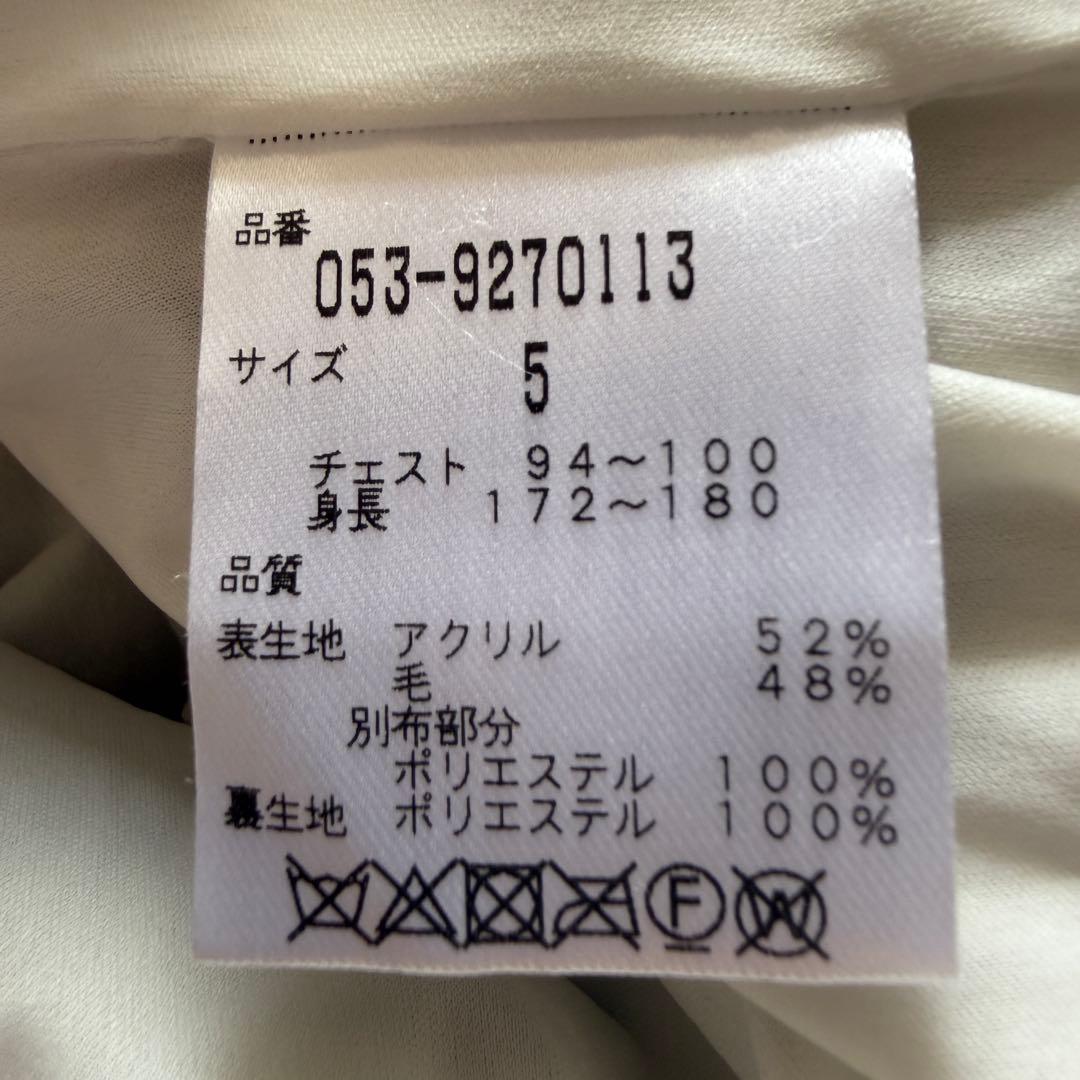 品番
053-9270113
サイズ 5
チェスト 94～100
身長 172～180
品質
表生地 アクリル 52%
毛 48%
別布部分
ポリエステル 100%
裏生地 ポリエステル 100%
F W